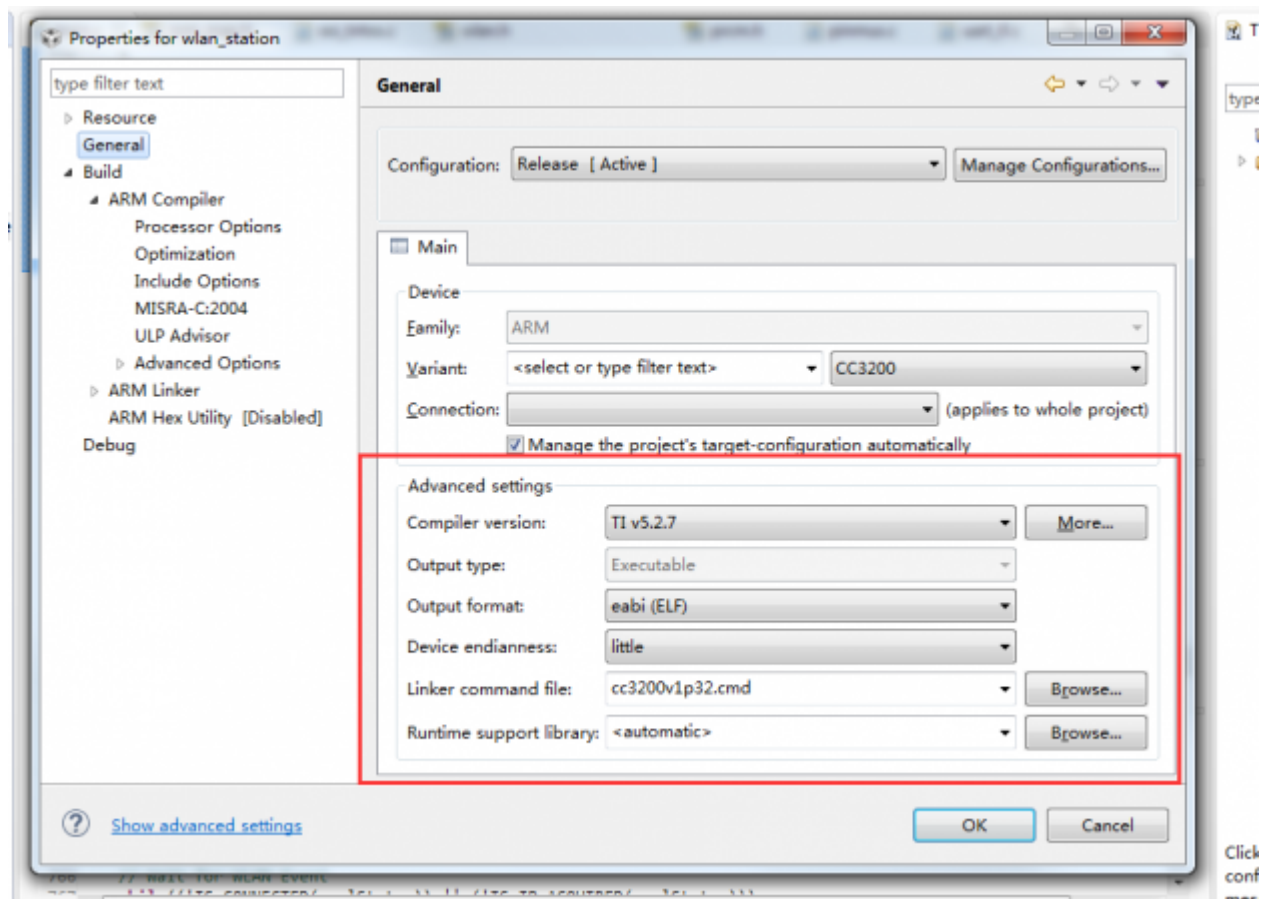 Properties for wlan_station
type filter text
Resource
General
Build
ARM Compiler
Processor Options
Optimization
Include Options
MISRA-C:2004
ULP Advisor
Advanced Options
ARM Linker
ARM Hex Utility [Disabled]
Debug
General
Configuration: Release [ Active ] Manage Configurations...
Main
Device
Family: ARM
Variant: <select or type filter text> CC3200
Connection: (applies to whole project)
Manage the project's target-configuration automatically
Advanced settings
Compiler version: TI v5.2.7 More...
Output type: Executable
Output format: eabi (ELF)
Device endianness: little
Linker command file: cc3200v1p32.cmd Browse...
Runtime support library: <automatic> Browse...
Show advanced settings
OK Cancel
type
Click
conf